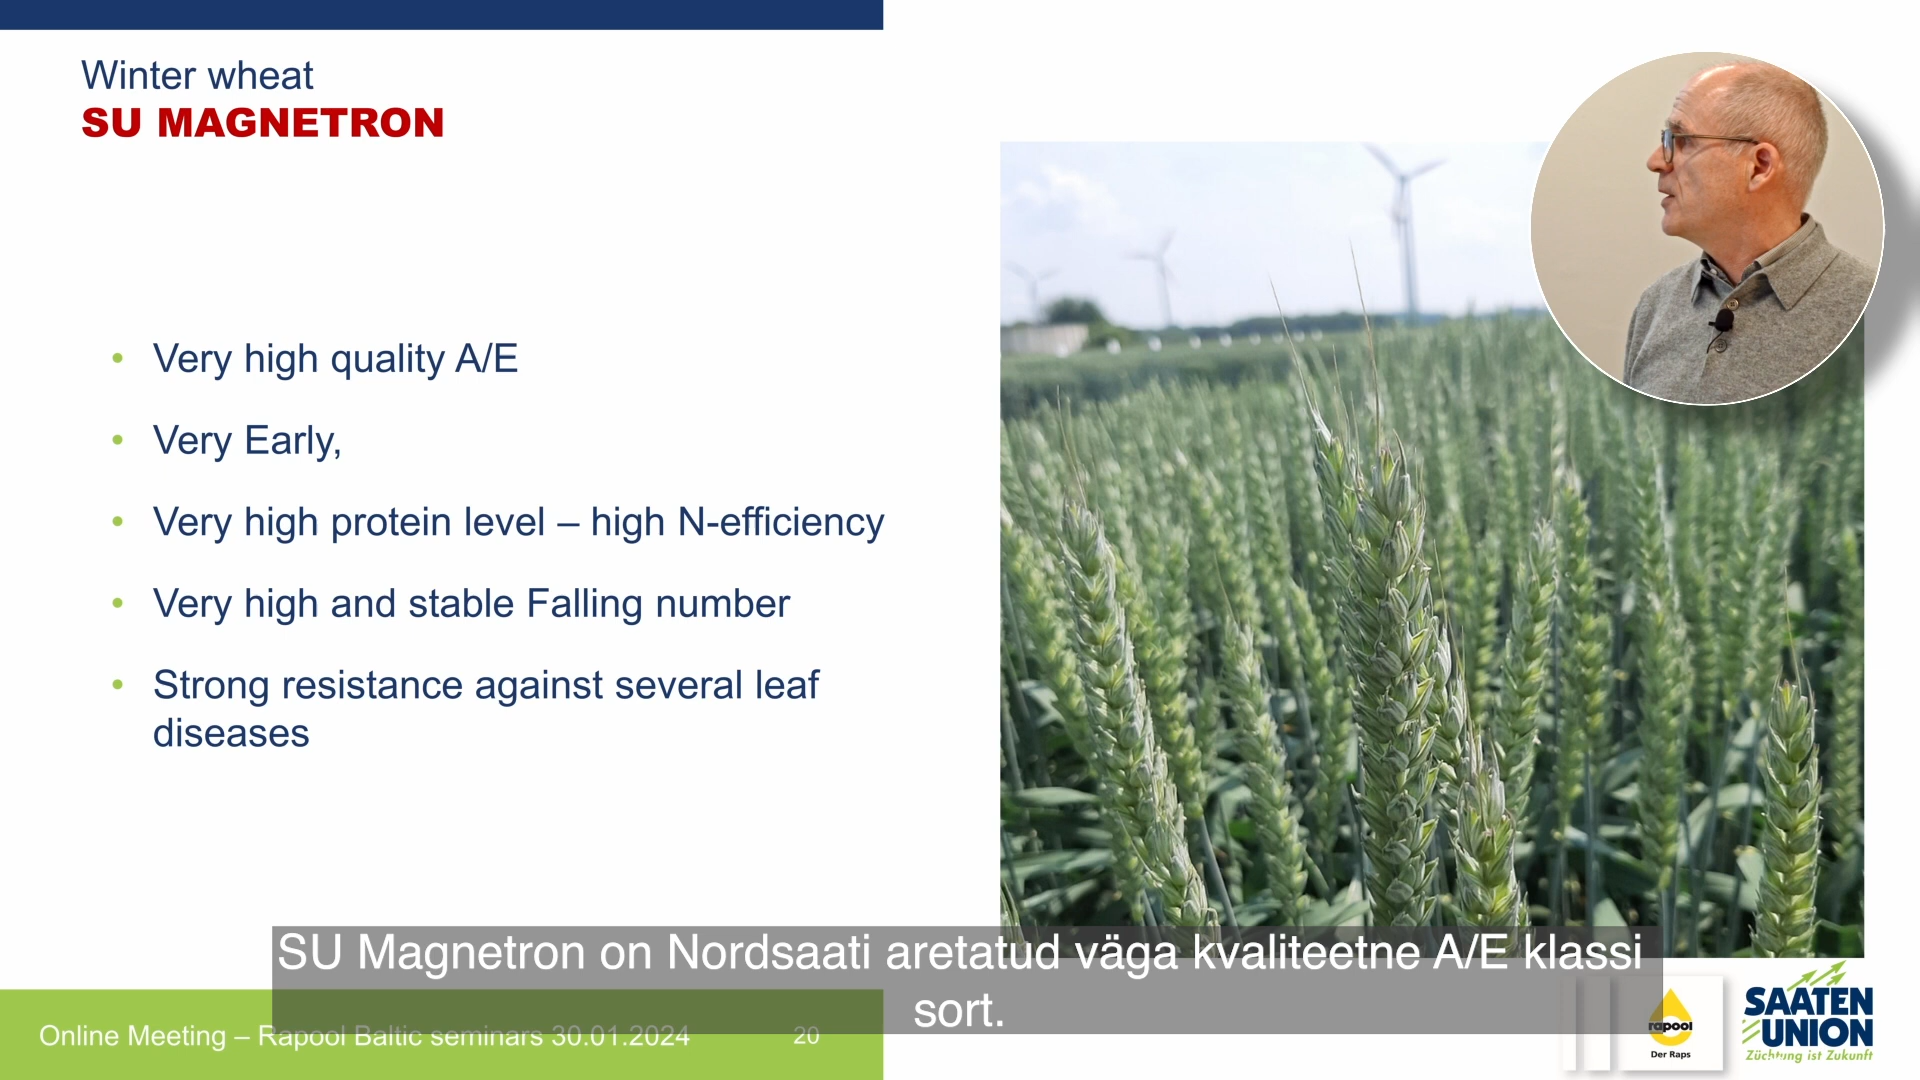 Winter wheat
SU MAGNETRON
• Very high quality A/E
• Very Early,
• Very high protein level – high N-efficiency
• Very high and stable Falling number
• Strong resistance against several leaf
diseases
SU Magnetron on Nordsaati aretatud väga kvaliteetne A/E klassi
sort.
Online Meeting – Rapool Baltic seminars 30.01.2024
20
rapool
Der Raps
SAATEN
UNION
Züchtung ist Zukunft